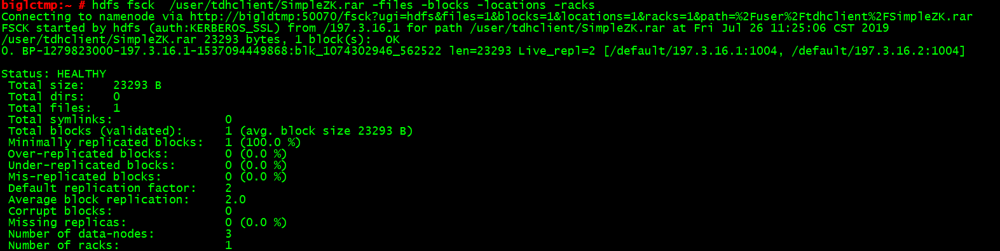 biglctmp:~ # hdfs fsck  /user/tdhclient/SimpleZK.rar -files -blocks -locations -racks
Connecting to namenode via http://bigldtmp:50070/fsck?ugi=hdfs&files=1&blocks=1&locations=1&racks=1&path=%2Fuser%2Ftdhclient%2FSimpleZK.rar
FSCK started by hdfs (auth:KERBEROS_SSL) from /197.3.16.1 for path /user/tdhclient/SimpleZK.rar at Fri Jul 26 11:25:06 CST 2019
/user/tdhclient/SimpleZK.rar 23293 bytes, 1 block(s):  OK
0. BP-1279823000-197.3.16.1-1537094449868:blk_1074302946_562522 len=23293 Live_repl=2 [/default/197.3.16.1:1004, /default/197.3.16.2:1004]
Status: HEALTHY
Total size:    23293 B
Total dirs:    0
Total files:   1
Total symlinks:                0
Total blocks (validated):      1 (avg. block size 23293 B)
Minimally replicated blocks:   1 (100.0 %)
Over-replicated blocks:        0 (0.0 %)
Under-replicated blocks:       0 (0.0 %)
Mis-replicated blocks:         0 (0.0 %)
Default replication factor:    2
Average block replication:     2.0
Corrupt blocks:                0
Missing replicas:              0 (0.0 %)
Number of data-nodes:          3
Number of racks:               1